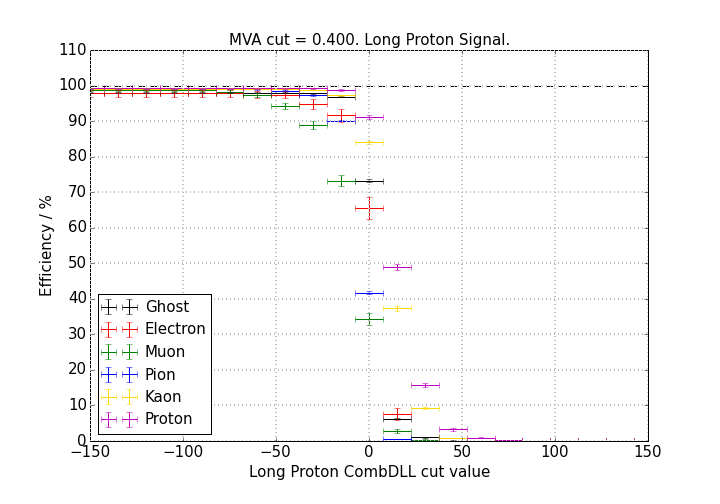 MVA cut = 0.400. Long Proton Signal.
110
100
90
80
70
60
50
40
30
20
10
0
Efficiency / %
Ghost
Electron
Muon
Pion
Kaon
Proton
−150 −100 −50 0 50 100 150
Long Proton CombDLL cut value